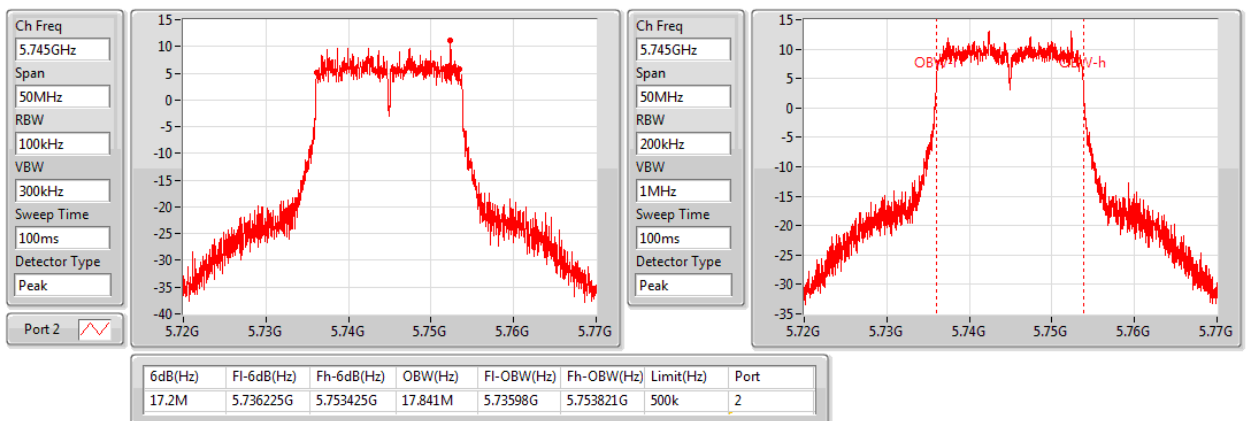 Ch Freq
5.745GHz
Span
50MHz
RBW
100kHz
VBW
300kHz
Sweep Time
100ms
Detector Type
Peak
Port 2
15
10
5
0
-5
-10
-15
-20
-25
-30
-35
-40
5.72G 5.73G 5.74G 5.75G 5.76G 5.77G
Ch Freq
5.745GHz
Span
50MHz
RBW
200kHz
VBW
1MHz
Sweep Time
100ms
Detector Type
Peak
15
10
5
0
-5
-10
-15
-20
-25
-30
-35
OBW-l OBW-h
5.72G 5.73G 5.74G 5.75G 5.76G 5.77G
6dB(Hz) Fl-6dB(Hz) Fh-6dB(Hz) OBW(Hz) Fl-OBW(Hz) Fh-OBW(Hz) Limit(Hz) Port
17.2M 5.736225G 5.753425G 17.841M 5.73598G 5.753821G 500k 2